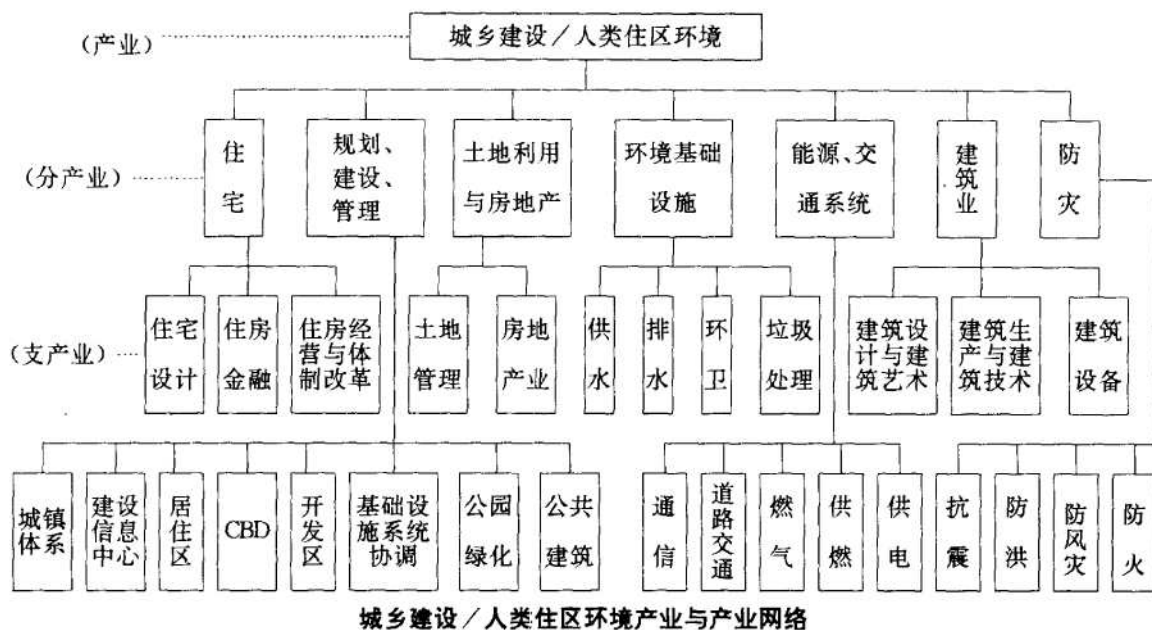 (产业)
城乡建设／人类住区环境
(分产业)
住
宅
规划、
建设、
管理
土地利用
与房地产
环境基础
设施
能源、交
通系统
建
筑
业
防
灾
(支产业)
住宅
设计
住房
金融
住房经
营与体
制改革
土地
管理
房地
产业
供
水
排
水
环
卫
垃圾
处理
建筑设
计与建
筑艺术
建筑生
产与建
筑技术
建筑
设备
城镇
体系
建设
信息
中心
居
住
区
CBD
开
发
区
基础设
施系统
协调
公园
绿化
公共
建筑
通
信
道
路
交
通
燃
气
供
燃
供
电
抗
震
防
洪
防
风
灾
防
火
城乡建设／人类住区环境产业与产业网络